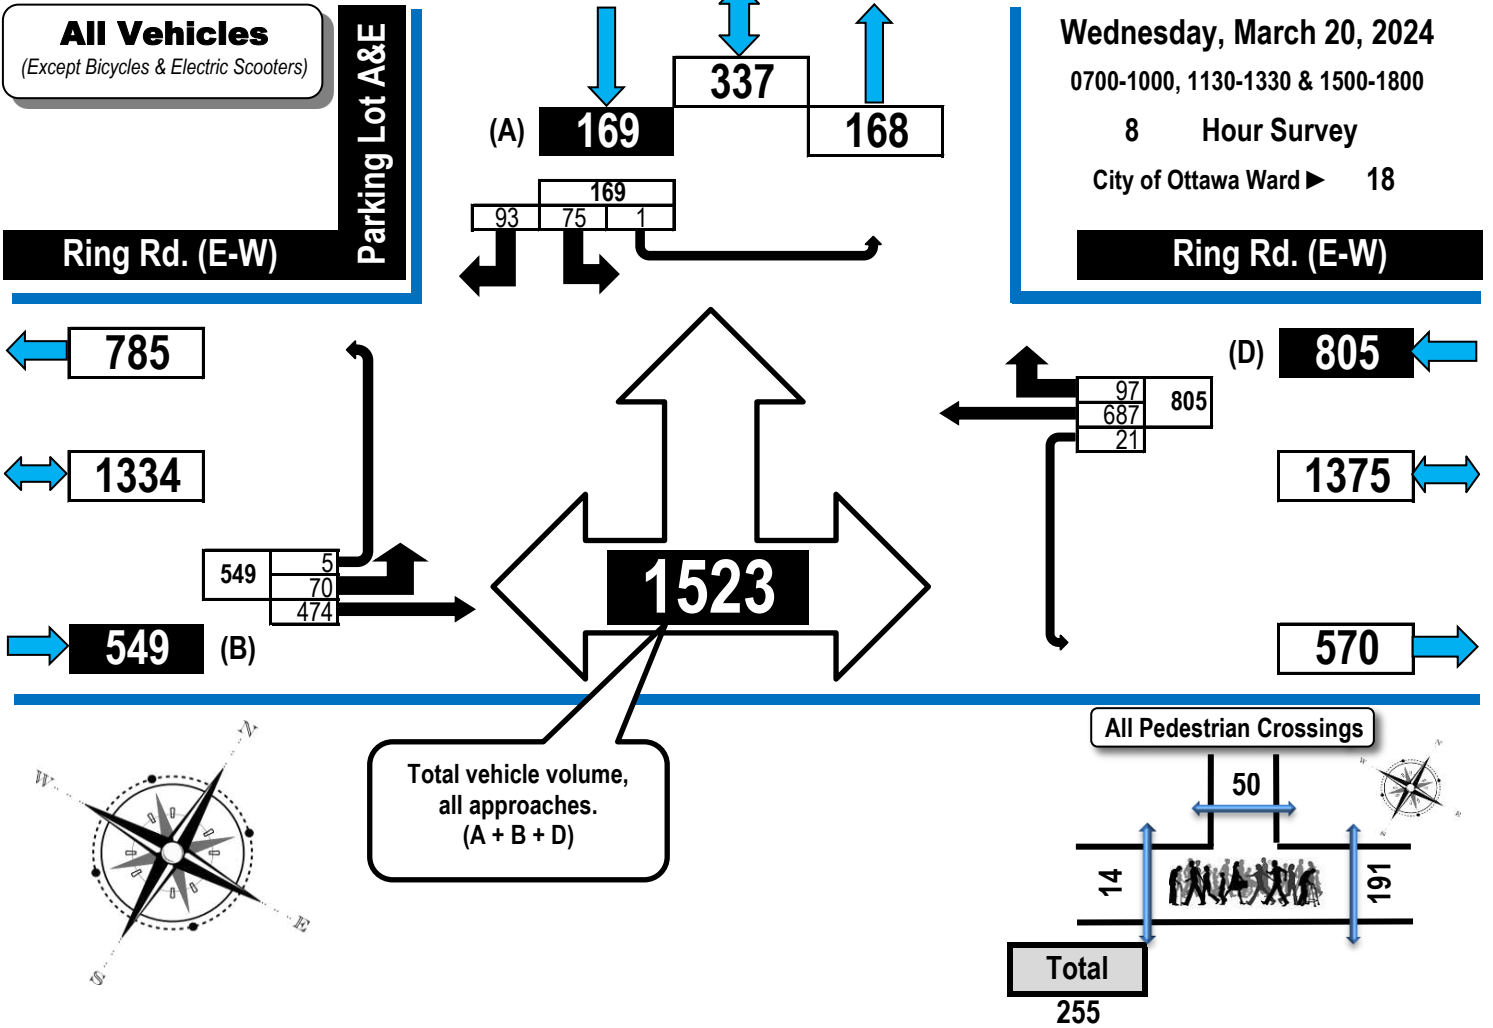 All Vehicles
(Except Bicycles & Electric Scooters)
Parking Lot A&E
Ring Rd. (E-W)
337
(A)
169
168
169
93 75 1
Wednesday, March 20, 2024
0700-1000, 1130-1330 & 1500-1800
8 Hour Survey
City of Ottawa Ward ► 18
Ring Rd. (E-W)
785
1334
549
5
70
474
549 (B)
1523
(D) 805
97
687
21
805
1375
570
Total vehicle volume,
all approaches.
(A + B + D)
N
W
E
S
All Pedestrian Crossings
50
14
191
N
W
E
S
Total
255